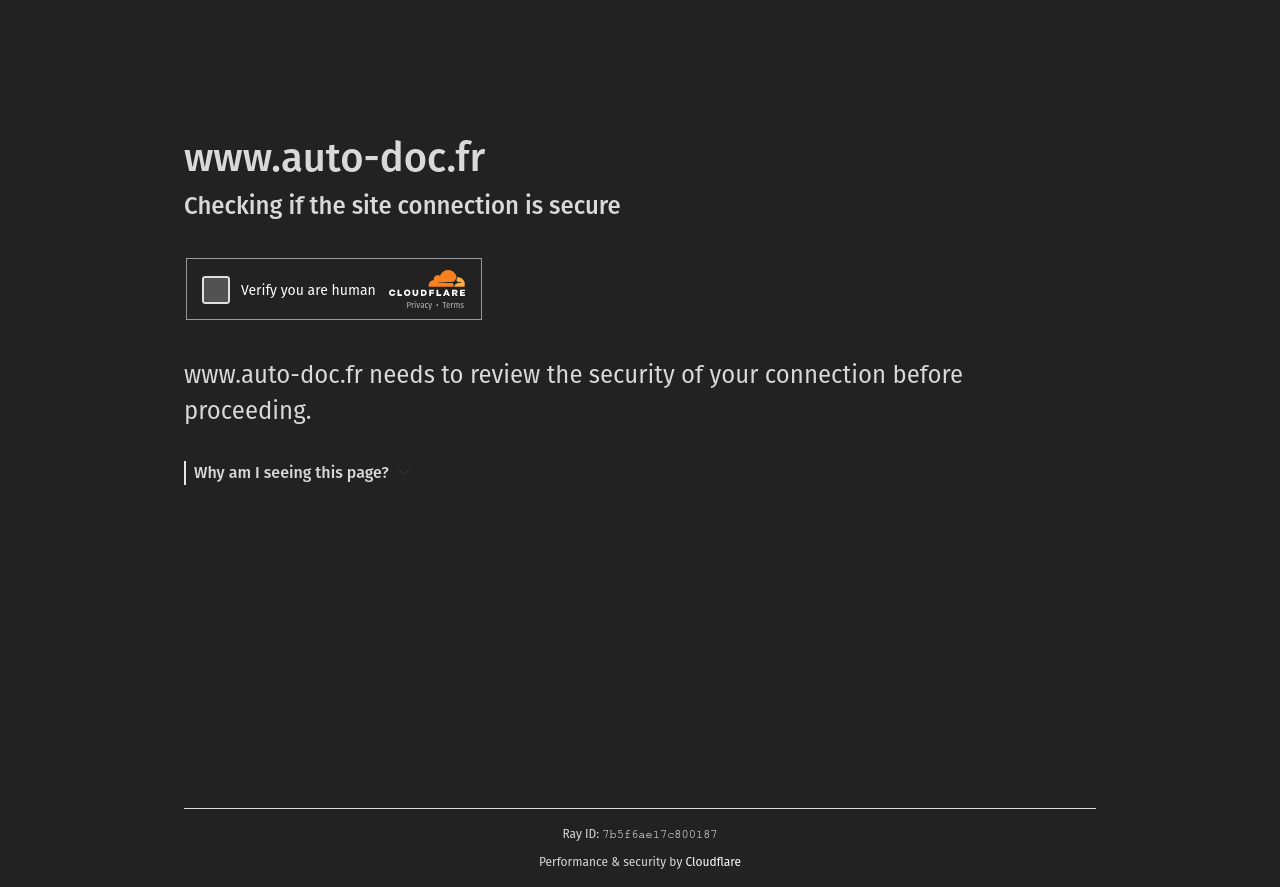 www.auto-doc.fr
Checking if the site connection is secure
Verify you are human
CLOUDFLARE
Privacy • Terms
www.auto-doc.fr needs to review the security of your connection before
proceeding.
Why am I seeing this page?
Ray ID: 7b5f6ae17c800187
Performance & security by Cloudflare